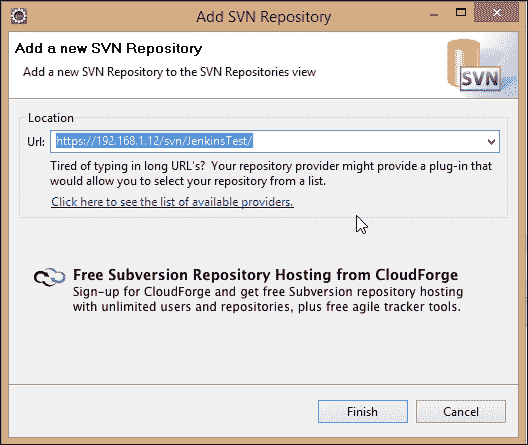 Add SVN Repository
Add a new SVN Repository
Add a new SVN Repository to the SVN Repositories view
SVN
Location
Url: https://192.168.1.12/svn/JenkinsTest/
Tired of typing in long URL's? Your repository provider might provide a plug-in that
would allow you to select your repository from a list.
Click here to see the list of available providers.
Free Subversion Repository Hosting from CloudForge
Sign-up for CloudForge and get free Subversion repository hosting
with unlimited users and repositories, plus free agile tracker tools.
Finish Cancel